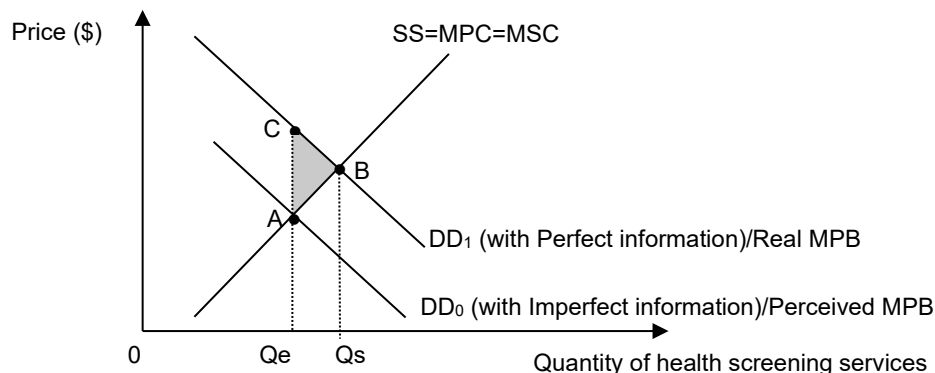 Price ($)
SS=MPC=MSC
C
B
A
DD₁ (with Perfect information)/Real MPB
DD₀ (with Imperfect information)/Perceived MPB
0
Qe
Qs
Quantity of health screening services